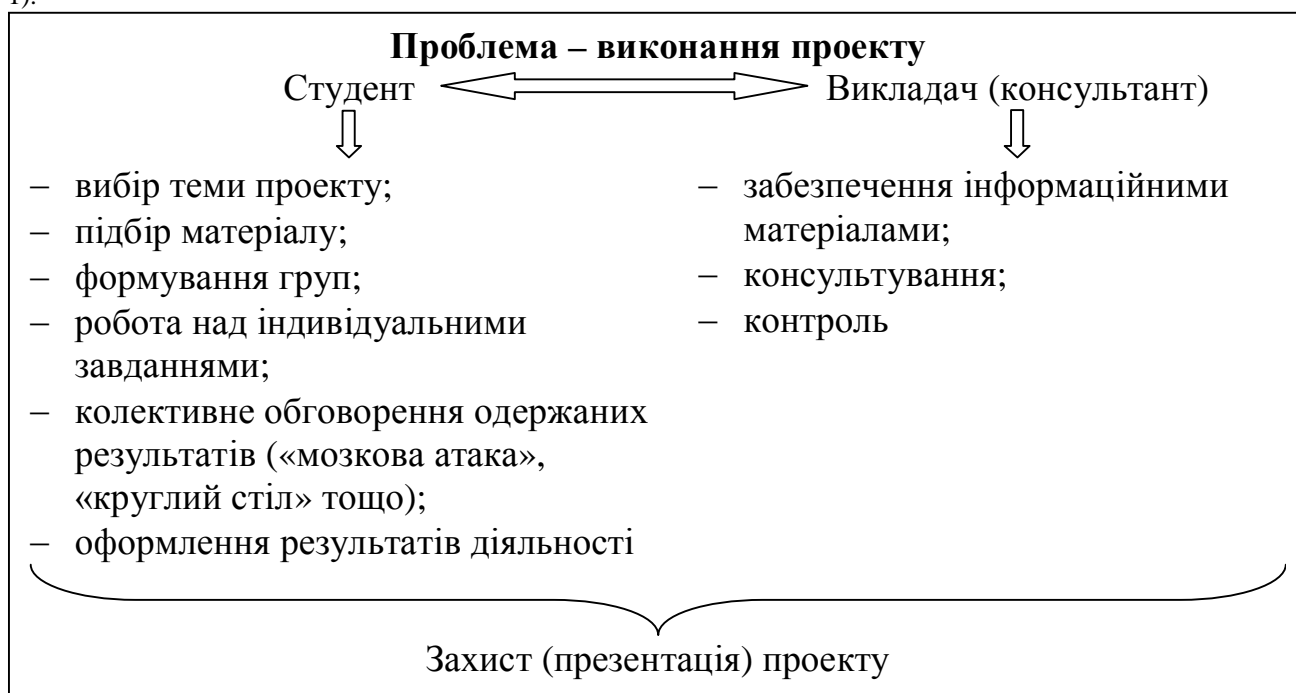 1).
Проблема – виконання проекту
Студент
Викладач (консультант)
– вибір теми проекту;
– підбір матеріалу;
– формування груп;
– робота над індивідуальними
завданнями;
– колективне обговорення одержаних
результатів («мозкова атака»,
«круглий стіл» тощо);
– оформлення результатів діяльності
– забезпечення інформаційними
матеріалами;
– консультування;
– контроль
Захист (презентація) проекту